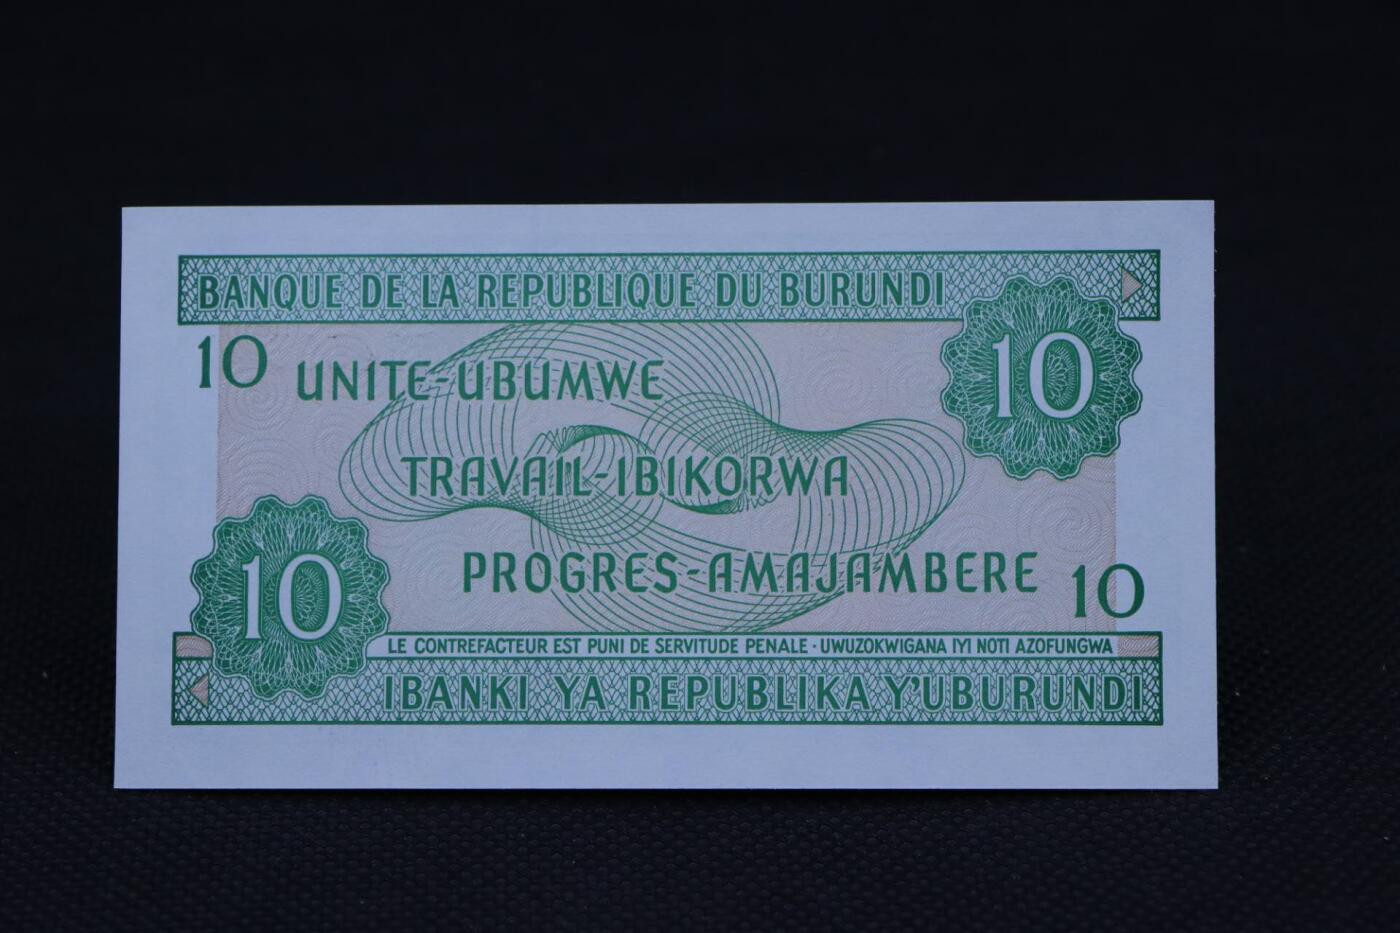 BANQUE DE LA REPUBLIQUE DU BURUNDI
10
10
UNITE-UBUMWE
TRAVAIL-IBIKORWA
PROGRES-AMAJAMBERE
10
10
LE CONTREFACTEUR EST PUNI DE SERVITUDE PENALE · UWUZOKWIGANA IYI NOTI AZOFUNGWA
IBANKI YA REPUBLIKA Y'UBURUNDI